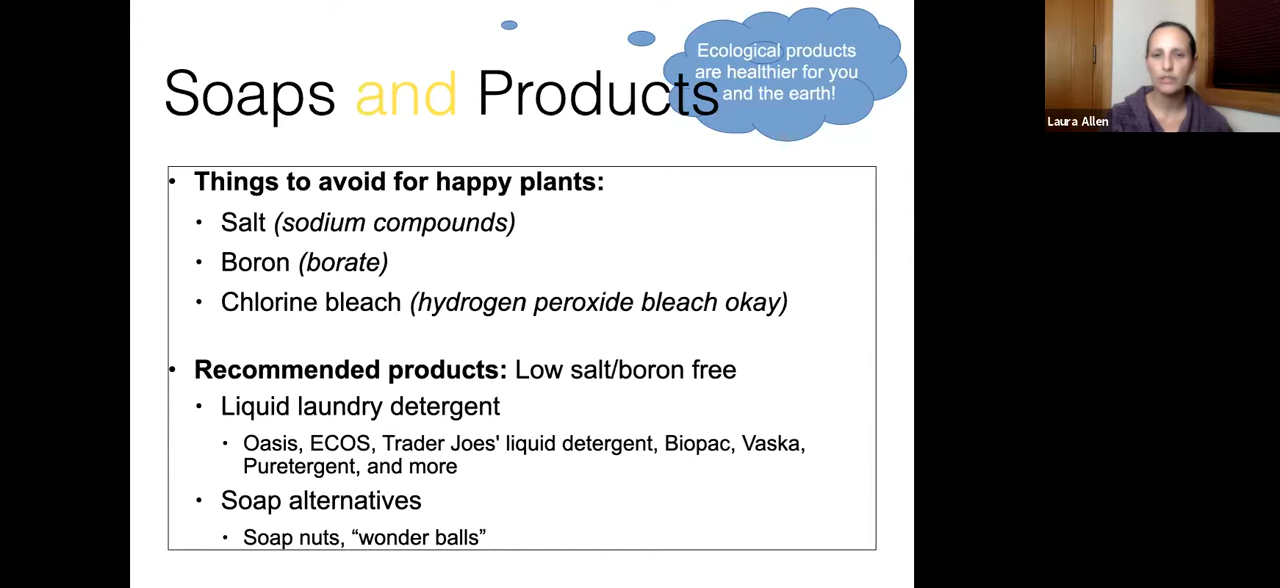 Ecological products
are healthier for you
and the earth!
Soaps and Products
Laura Allen
• Things to avoid for happy plants:
• Salt (sodium compounds)
• Boron (borate)
• Chlorine bleach (hydrogen peroxide bleach okay)
• Recommended products: Low salt/boron free
• Liquid laundry detergent
• Oasis, ECOS, Trader Joes' liquid detergent, Biopac, Vaska,
Puretergent, and more
• Soap alternatives
• Soap nuts, “wonder balls”